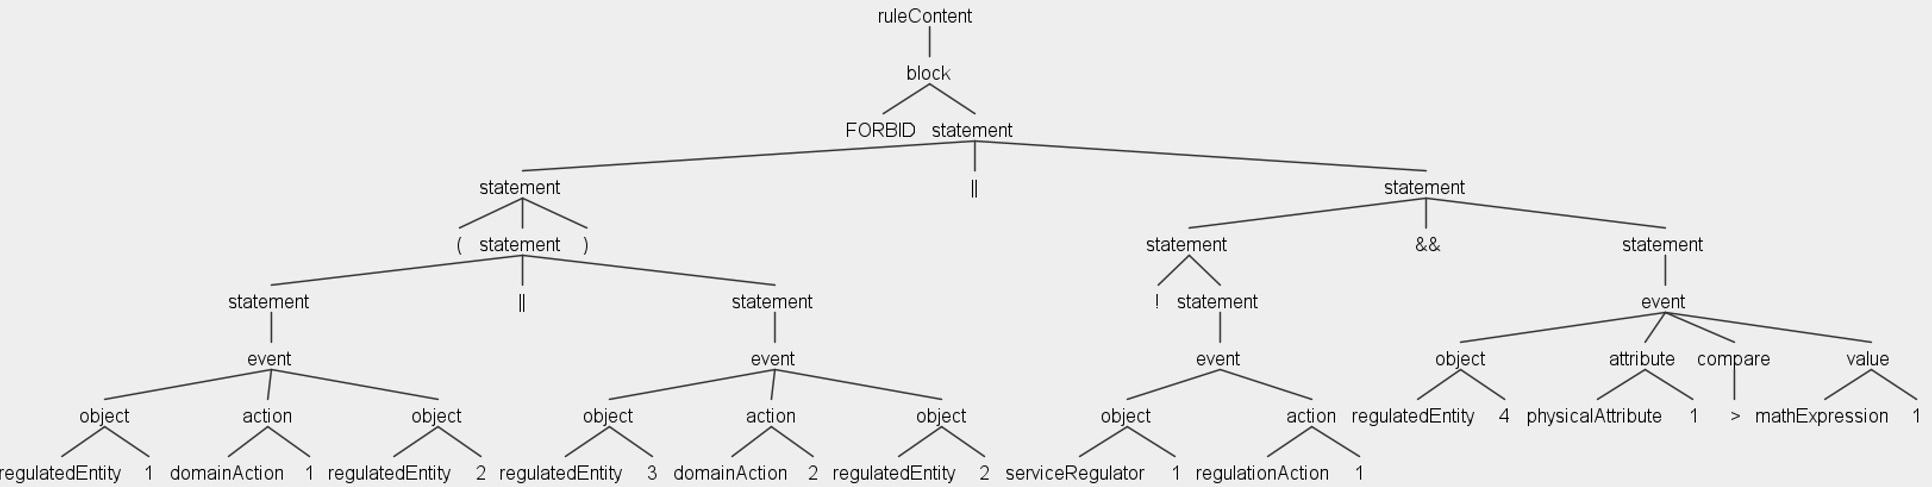 ruleContent
block
FORBID statement
statement || statement
( statement ) statement && statement
statement || statement ! statement event
event event event object attribute compare value
object action object object action object object action regulatedEntity 4 physicalAttribute 1 > mathExpression 1
regulatedEntity 1 domainAction 1 regulatedEntity 2 regulatedEntity 3 domainAction 2 regulatedEntity 2 serviceRegulator 1 regulationAction 1